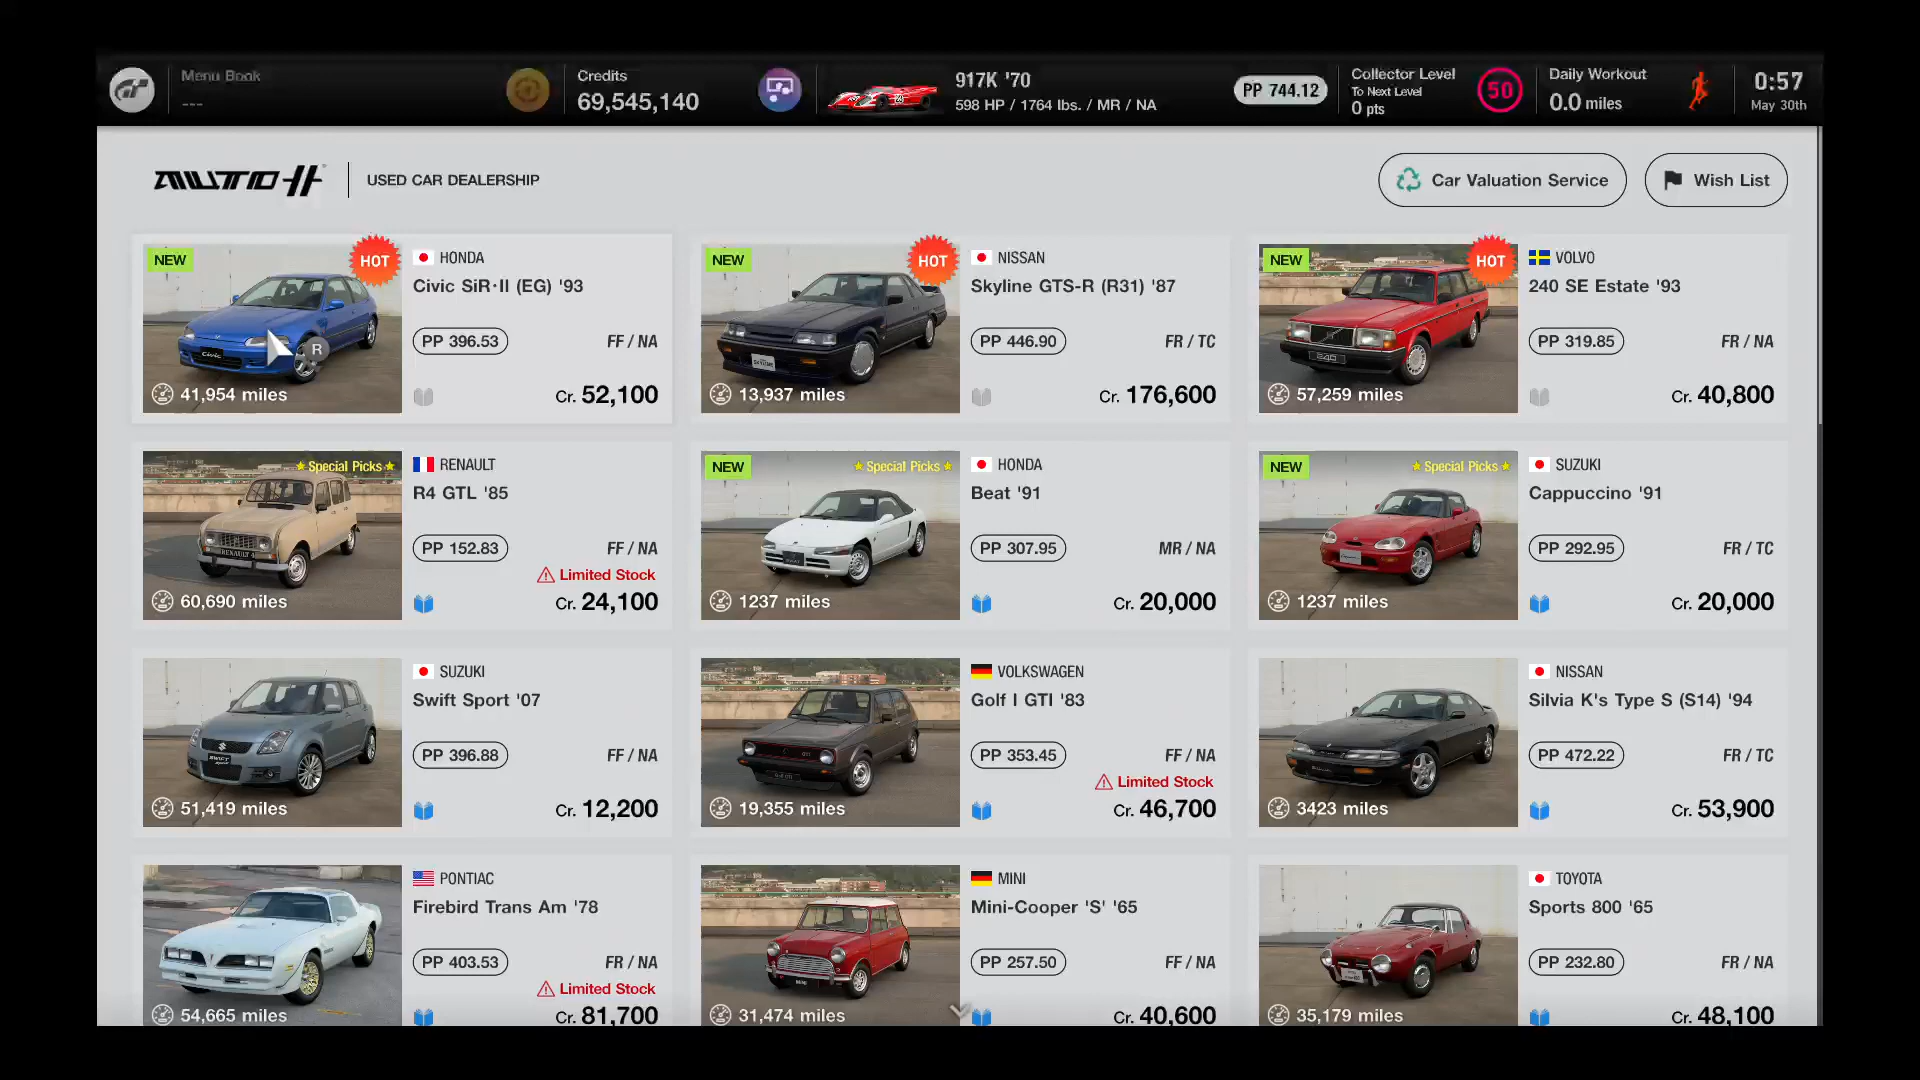 Menu Book
---
Credits
69,545,140
917K '70
598 HP / 1764 lbs. / MR / NA
PP 744.12
Collector Level
To Next Level
0 pts
50
Daily Workout
0.0 miles
0:57
May 30th
AUTO
USED CAR DEALERSHIP
Car Valuation Service
Wish List
NEW
HOT
HONDA
Civic SiR・II (EG) '93
PP 396.53
FF / NA
R
41,954 miles
Cr. 52,100
NEW
HOT
NISSAN
Skyline GTS-R (R31) '87
PP 446.90
FR / TC
13,937 miles
Cr. 176,600
NEW
HOT
VOLVO
240 SE Estate '93
PP 319.85
FR / NA
57,259 miles
Cr. 40,800
Special Picks
RENAULT
R4 GTL '85
PP 152.83
FF / NA
Limited Stock
60,690 miles
Cr. 24,100
NEW
Special Picks
HONDA
Beat '91
PP 307.95
MR / NA
1237 miles
Cr. 20,000
NEW
Special Picks
SUZUKI
Cappuccino '91
PP 292.95
FR / TC
1237 miles
Cr. 20,000
SUZUKI
Swift Sport '07
PP 396.88
FF / NA
51,419 miles
Cr. 12,200
VOLKSWAGEN
Golf I GTI '83
PP 353.45
FF / NA
Limited Stock
19,355 miles
Cr. 46,700
NISSAN
Silvia K's Type S (S14) '94
PP 472.22
FR / TC
3423 miles
Cr. 53,900
PONTIAC
Firebird Trans Am '78
PP 403.53
FR / NA
Limited Stock
54,665 miles
Cr. 81,700
MINI
Mini-Cooper 'S' '65
PP 257.50
FF / NA
31,474 miles
Cr. 40,600
TOYOTA
Sports 800 '65
PP 232.80
FR / NA
35,179 miles
Cr. 48,100